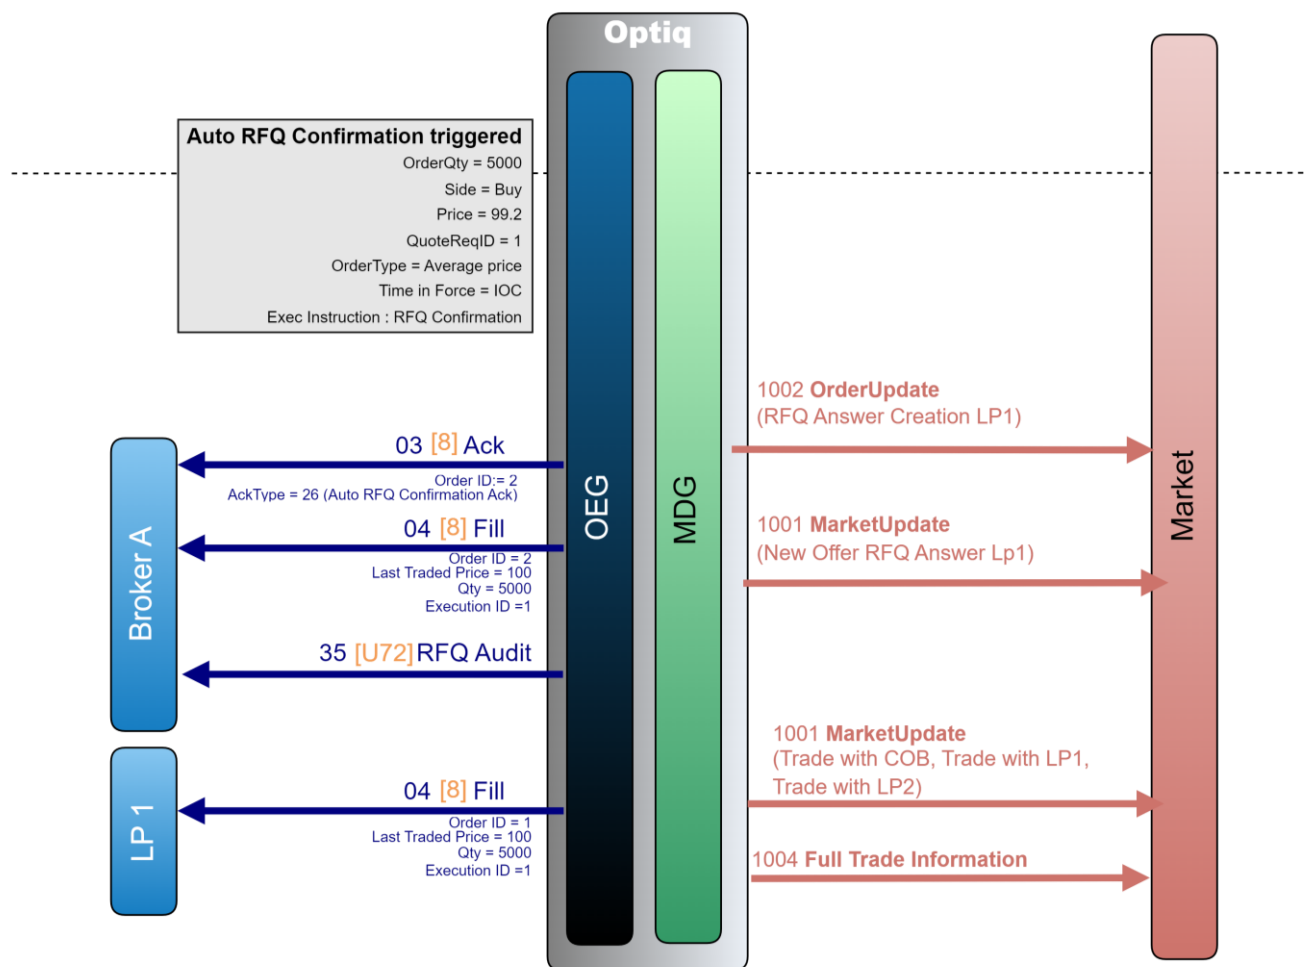 Optiq
Auto RFQ Confirmation triggered
OrderQty = 5000
Side = Buy
Price = 99.2
QuoteReqID = 1
OrderType = Average price
Time in Force = IOC
Exec Instruction : RFQ Confirmation
OEG
MDG
Market
Broker A
LP 1
03 [8] Ack
Order ID:= 2
AckType = 26 (Auto RFQ Confirmation Ack)
04 [8] Fill
Order ID = 2
Last Traded Price = 100
Qty = 5000
Execution ID =1
35 [U72] RFQ Audit
04 [8] Fill
Order ID = 1
Last Traded Price = 100
Qty = 5000
Execution ID =1
1002 OrderUpdate
(RFQ Answer Creation LP1)
1001 MarketUpdate
(New Offer RFQ Answer Lp1)
1001 MarketUpdate
(Trade with COB, Trade with LP1,
Trade with LP2)
1004 Full Trade Information